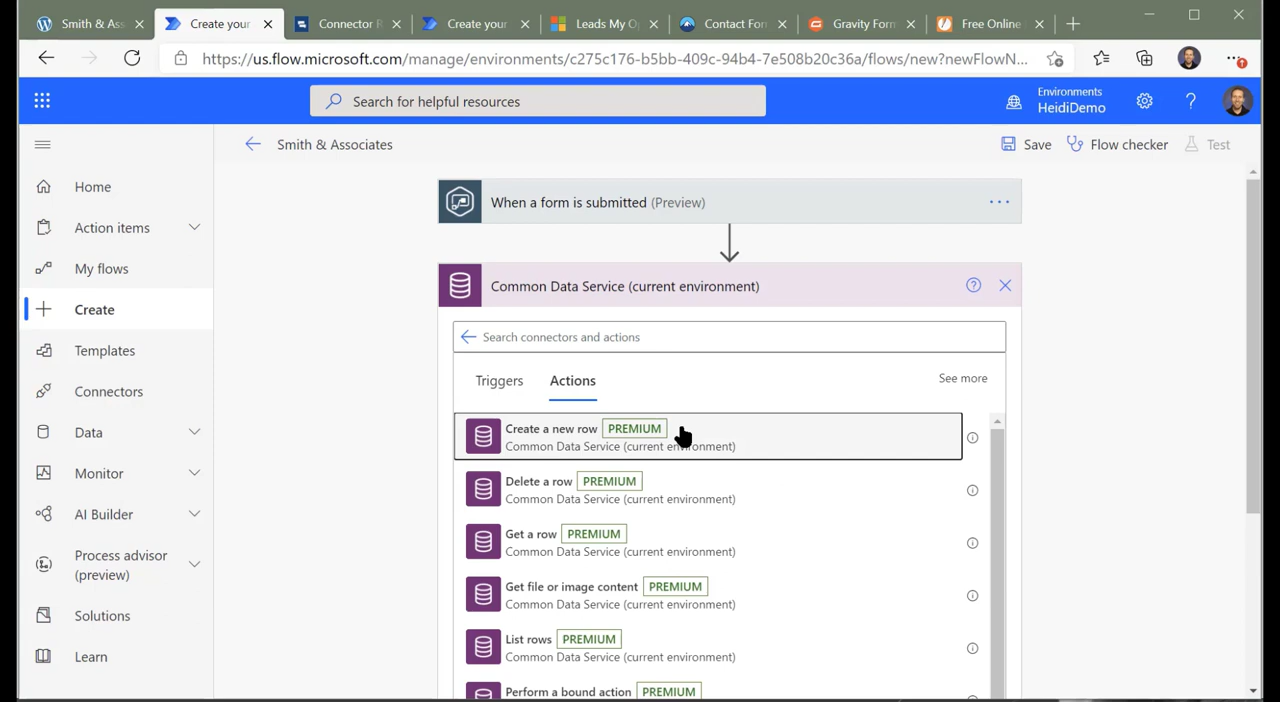 Smith & Ass
Create your
Connector R
Create your
Leads My O
Contact For
Gravity Form
Free Online
https://us.flow.microsoft.com/manage/environments/c275c176-b5bb-409c-94b4-7e508b20c36a/flows/new?newFlowN...
Search for helpful resources
Environments
HeidiDemo
Smith & Associates
Save
Flow checker
Test
Home
Action items
My flows
Create
Templates
Connectors
Data
Monitor
AI Builder
Process advisor
(preview)
Solutions
Learn
When a form is submitted (Preview)
Common Data Service (current environment)
Search connectors and actions
Triggers
Actions
See more
Create a new row PREMIUM
Common Data Service (current environment)
Delete a row PREMIUM
Common Data Service (current environment)
Get a row PREMIUM
Common Data Service (current environment)
Get file or image content PREMIUM
Common Data Service (current environment)
List rows PREMIUM
Common Data Service (current environment)
Perform a bound action PREMIUM